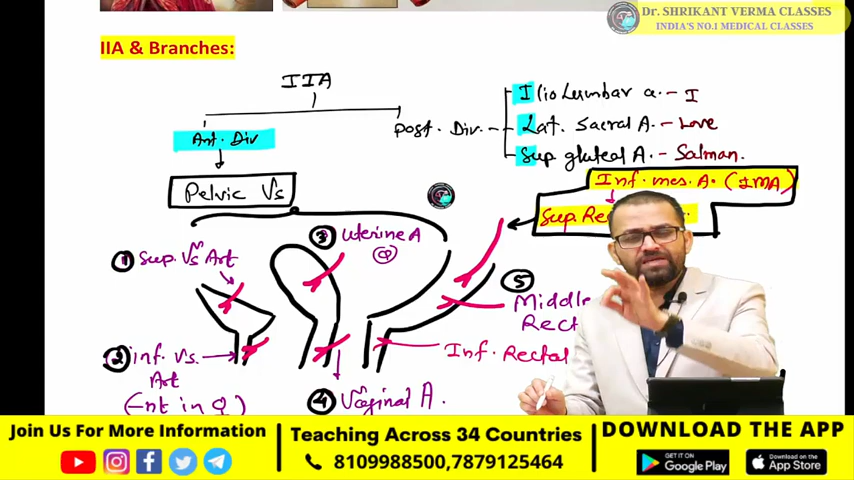 Dr. SHRIKANT VERMA CLASSES
INDIA'S NO.1 MEDICAL CLASSES
IIA & Branches:
IIA
Ant. Div
Post. Div.
Ilio Lumbar a. - I
Lat. Sacral A. - Love
Sup gluteal A. - Salman.
Pelvic Vs
Inf. mes. A. (IMA)
Sup. Re
① Sup. Vs Art
③ Uterine A
♀
⑤
Middle
Rect
② inf. Vs.
Art
(-nt in ♀)
Inf. Rectal
④ Vaginal A.
Join Us For More Information
Teaching Across 34 Countries
8109988500,7879125464
DOWNLOAD THE APP
GET IT ON
Google Play
Download on the
App Store